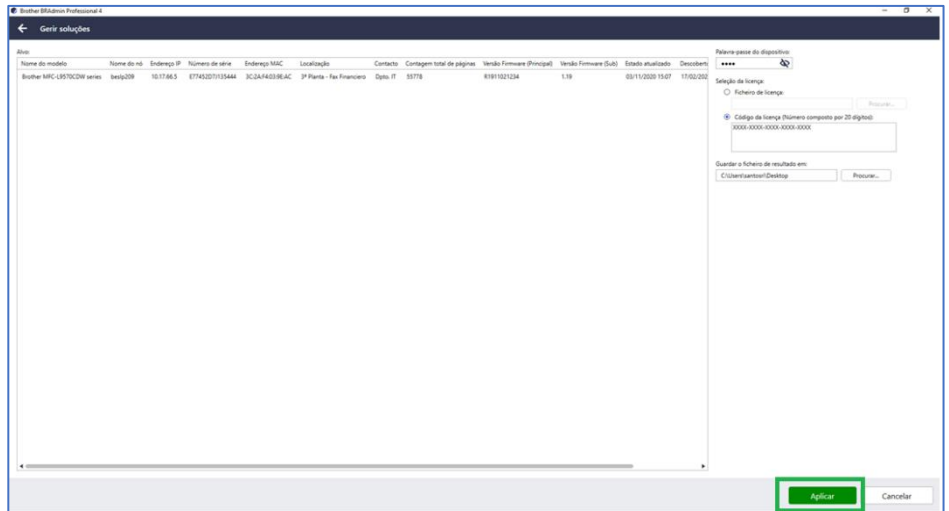 Brother BRAdmin Professional 4
Gerir soluções
Alvo:
Nome do modelo Nome do nó Endereço IP Número de série Endereço MAC Localização Contacto Contagem total de páginas Versão Firmware (Principal) Versão Firmware (Sub) Estado atualizado Descobert
Brother MFC-L9570CDW series beslp209 10.17.66.5 E77452D7J135444 3C:2A:F4:03:9E:AC 3ª Planta - Fax Financiero Dpto. IT 55778 R1911021234 1.19 03/11/2020 15:07 17/02/202
Palavra-passe do dispositivo:
••••
Seleção da licença:
Ficheiro de licença:
Procurar...
Código da licença (Número composto por 20 dígitos):
XXXX-XXXX-XXXX-XXXX-XXXX
Guardar o ficheiro de resultado em:
C:\Users\santosrl\Desktop Procurar...
Aplicar Cancelar